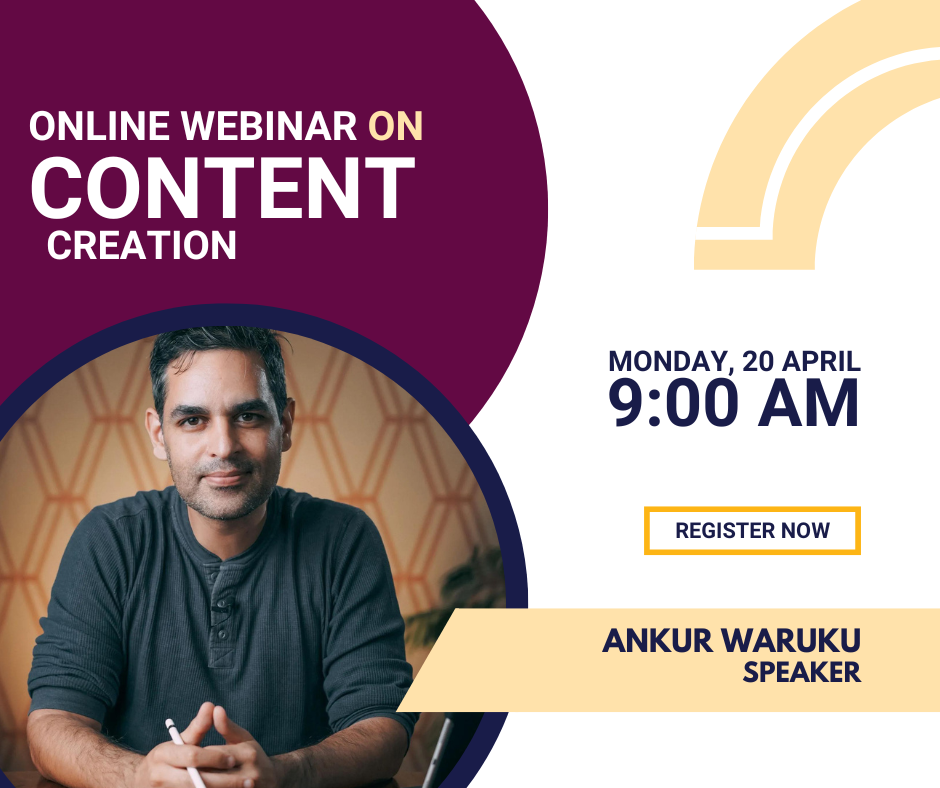 ONLINE WEBINAR ON
CONTENT
CREATION
MONDAY, 20 APRIL
9:00 AM
REGISTER NOW
ANKUR WARUKU
SPEAKER